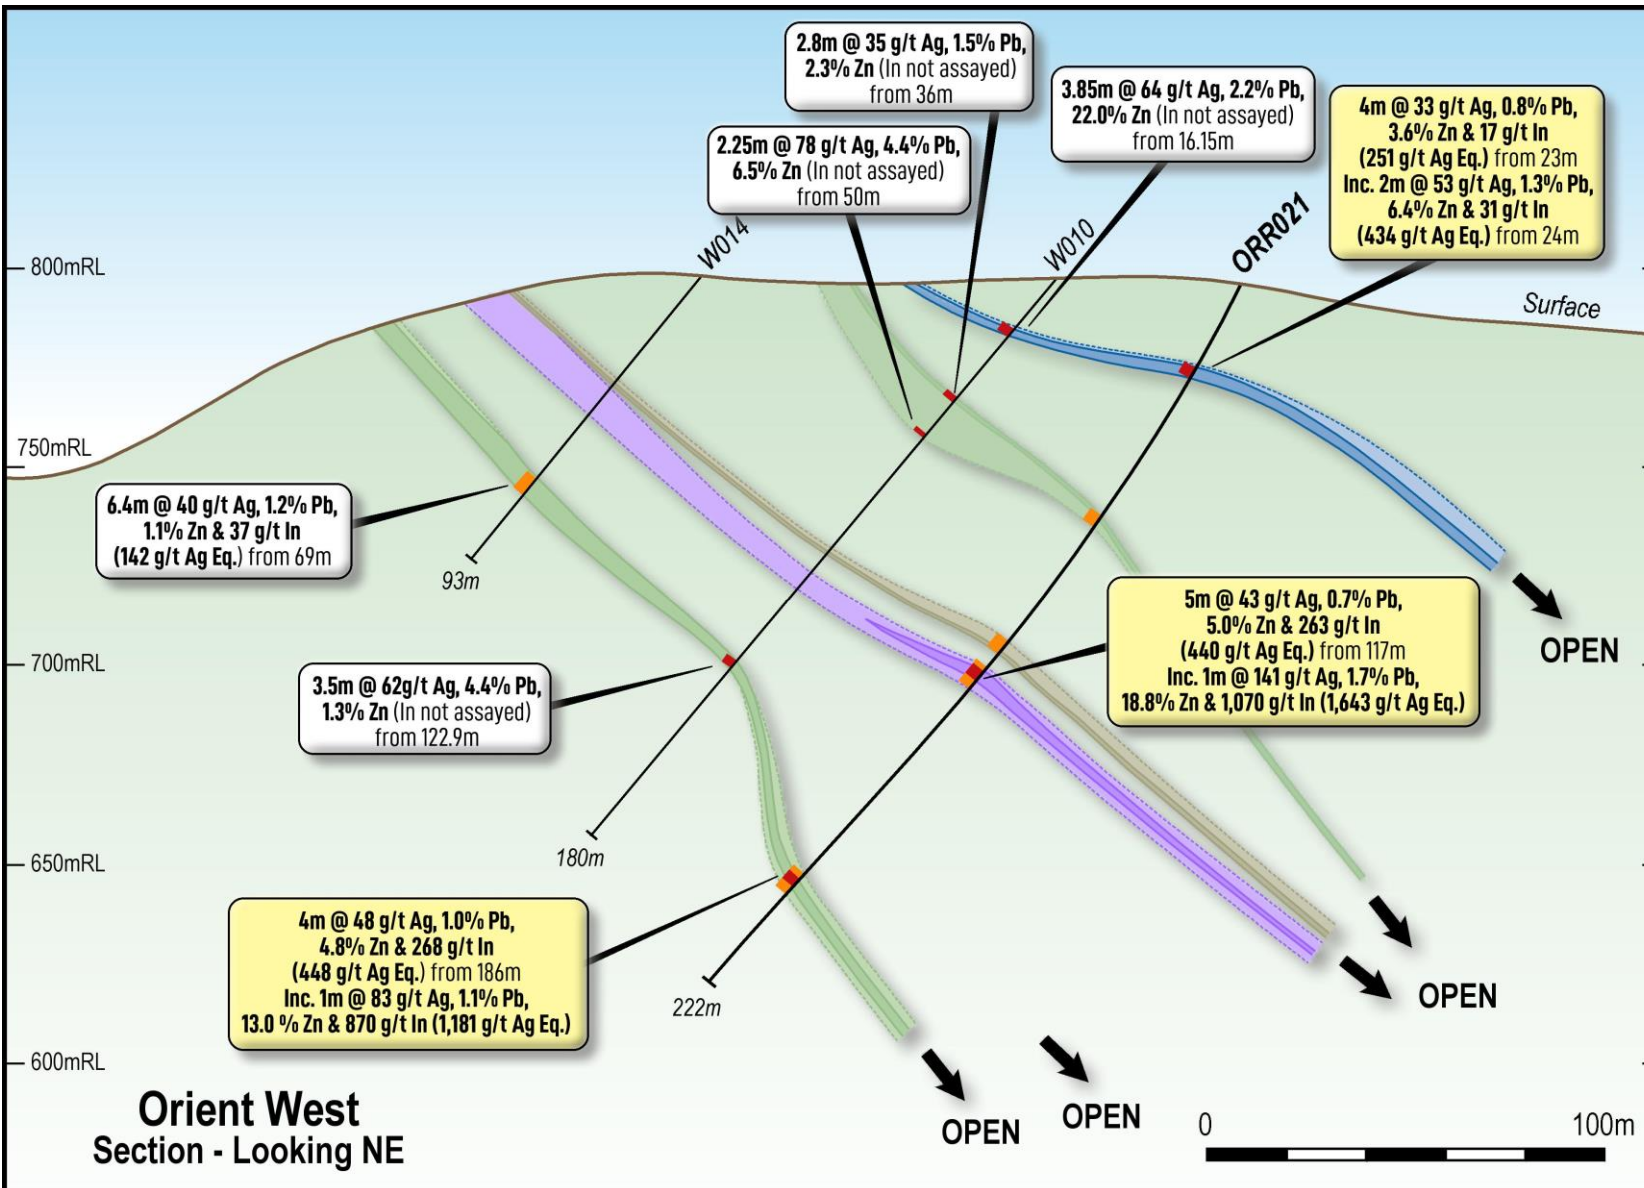 2.8m @ 35 g/t Ag, 1.5% Pb,
2.3% Zn (In not assayed)
from 36m
3.85m @ 64 g/t Ag, 2.2% Pb,
22.0% Zn (In not assayed)
from 16.15m
4m @ 33 g/t Ag, 0.8% Pb,
3.6% Zn & 17 g/t In
(251 g/t Ag Eq.) from 23m
Inc. 2m @ 53 g/t Ag, 1.3% Pb,
6.4% Zn & 31 g/t In
(434 g/t Ag Eq.) from 24m
2.25m @ 78 g/t Ag, 4.4% Pb,
6.5% Zn (In not assayed)
from 50m
W014
W010
ORR021
800mRL
Surface
750mRL
6.4m @ 40 g/t Ag, 1.2% Pb,
1.1% Zn & 37 g/t In
(142 g/t Ag Eq.) from 69m
93m
5m @ 43 g/t Ag, 0.7% Pb,
5.0% Zn & 263 g/t In
(440 g/t Ag Eq.) from 117m
Inc. 1m @ 141 g/t Ag, 1.7% Pb,
18.8% Zn & 1,070 g/t In (1,643 g/t Ag Eq.)
OPEN
700mRL
3.5m @ 62g/t Ag, 4.4% Pb,
1.3% Zn (In not assayed)
from 122.9m
180m
650mRL
4m @ 48 g/t Ag, 1.0% Pb,
4.8% Zn & 268 g/t In
(448 g/t Ag Eq.) from 186m
Inc. 1m @ 83 g/t Ag, 1.1% Pb,
13.0 % Zn & 870 g/t In (1,181 g/t Ag Eq.)
222m
OPEN
600mRL
OPEN
OPEN
Orient West
Section - Looking NE
0
100m